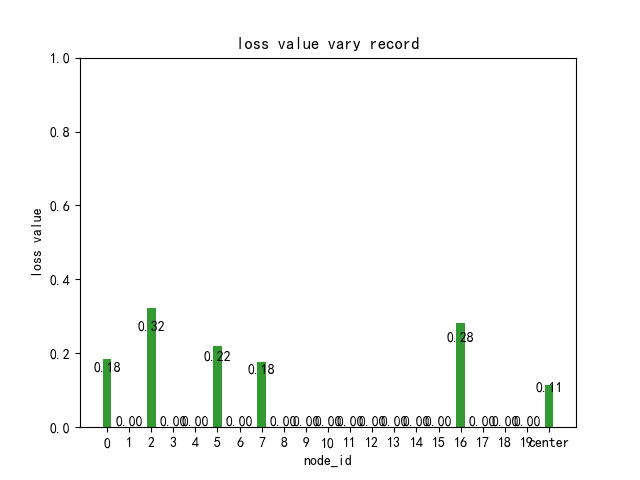 loss value vary record
1.0
0.8
0.6
0.4
0.2
0.0
loss value
0.18 0.00 0.32 0.00 0.00 0.22 0.00 0.18 0.00 0.00 0.00 0.00 0.00 0.00 0.00 0.00 0.28 0.00 0.00 0.00 0.11
0 1 2 3 4 5 6 7 8 9 10 11 12 13 14 15 16 17 18 19 center
node_id